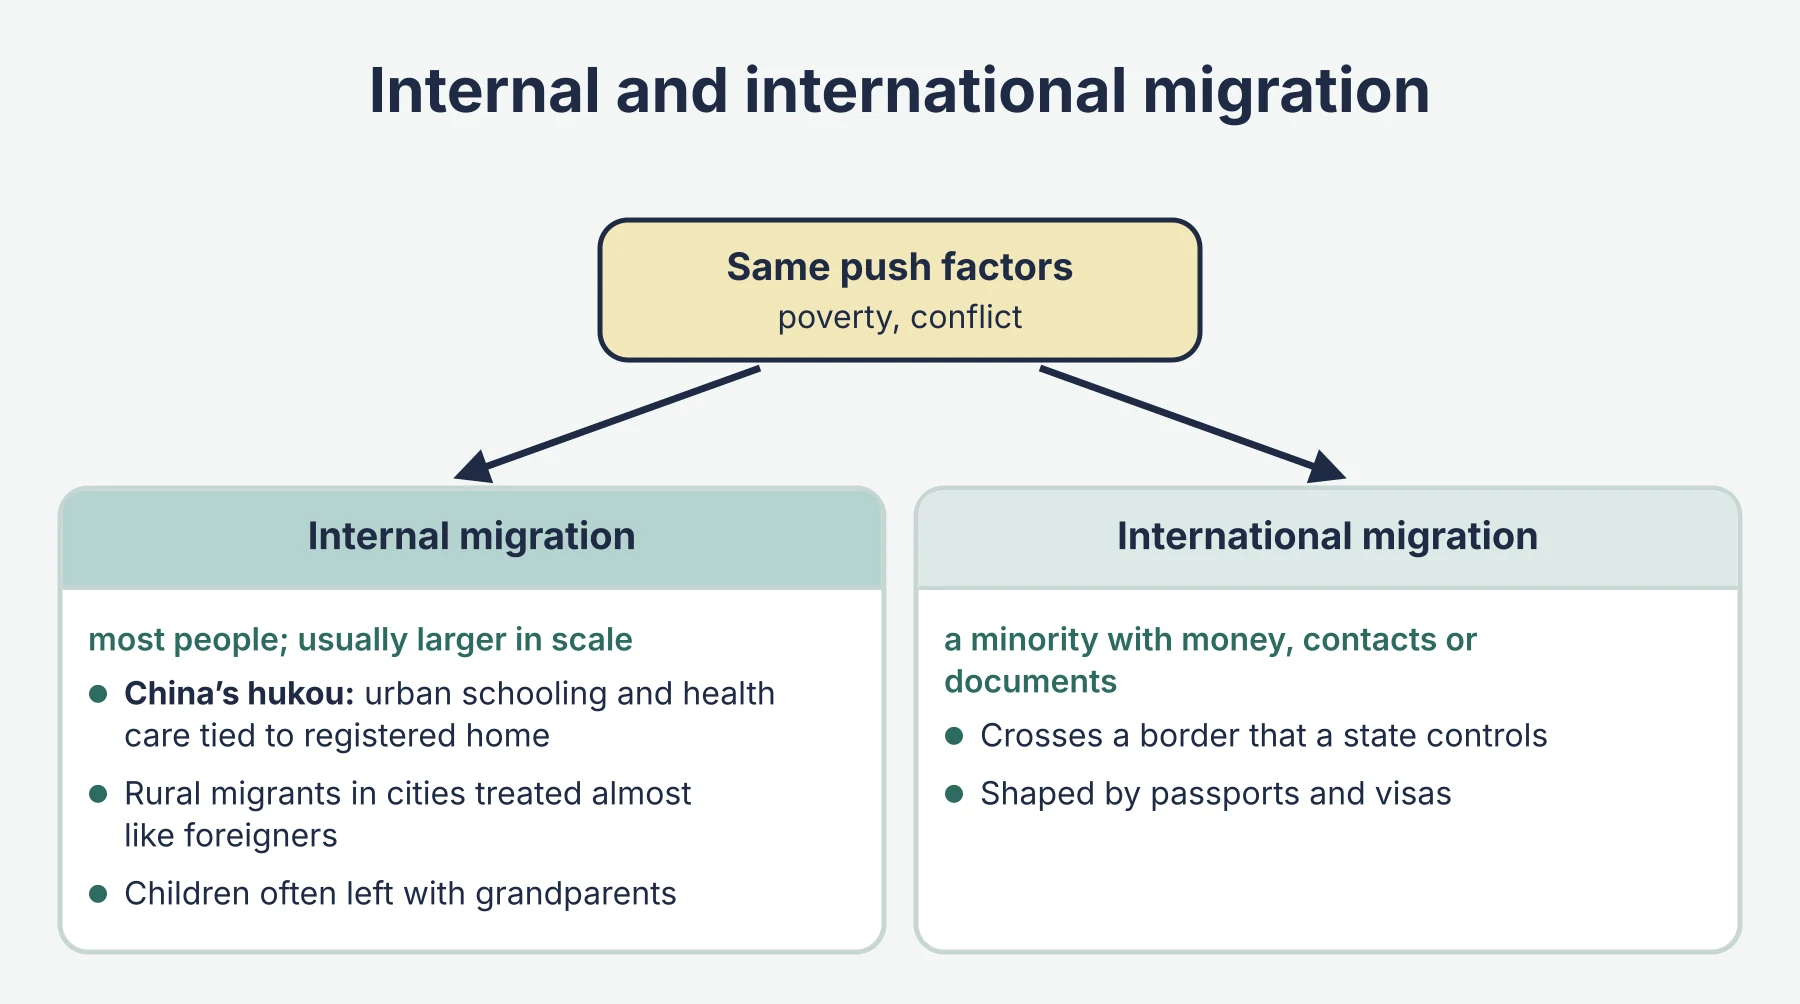 Internal and international migration
Same push factors
poverty, conflict
Internal migration
most people; usually larger in scale
China’s hukou: urban schooling and health
care tied to registered home
Rural migrants in cities treated almost
like foreigners
Children often left with grandparents
International migration
a minority with money, contacts or
documents
Crosses a border that a state controls
Shaped by passports and visas